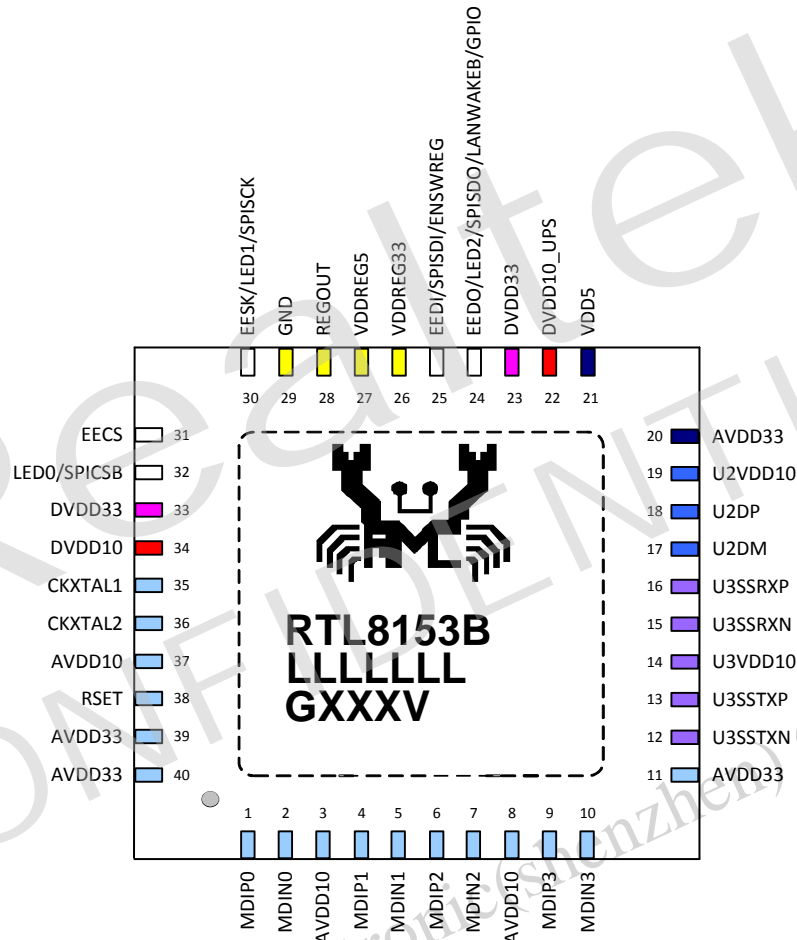 EESK/LED1/SPISCK
GND
REGOUT
VDDREG5
VDDREG33
EEDI/SPISDI/ENSWREG
EEDO/LED2/SPISDO/LANWAKEB/GPIO
DVDD33
DVDD10_UPS
VDD5
30 29 28 27 26 25 24 23 22 21
EECS 31
LED0/SPICSB 32
DVDD33 33
DVDD10 34
CKXTAL1 35
CKXTAL2 36
AVDD10 37
RSET 38
AVDD33 39
AVDD33 40
RTL8153B
LLLLLLL
GXXXV
20 AVDD33
19 U2VDD10
18 U2DP
17 U2DM
16 U3SSRXP
15 U3SSRXN
14 U3VDD10
13 U3SSTXP
12 U3SSTXN
11 AVDD33
1 2 3 4 5 6 7 8 9 10
MDIP0
MDIN0
AVDD10
MDIP1
MDIN1
MDIP2
MDIN2
AVDD10
MDIP3
MDIN3
Realtek
CONFIDENTI
tronic(shenzhen)